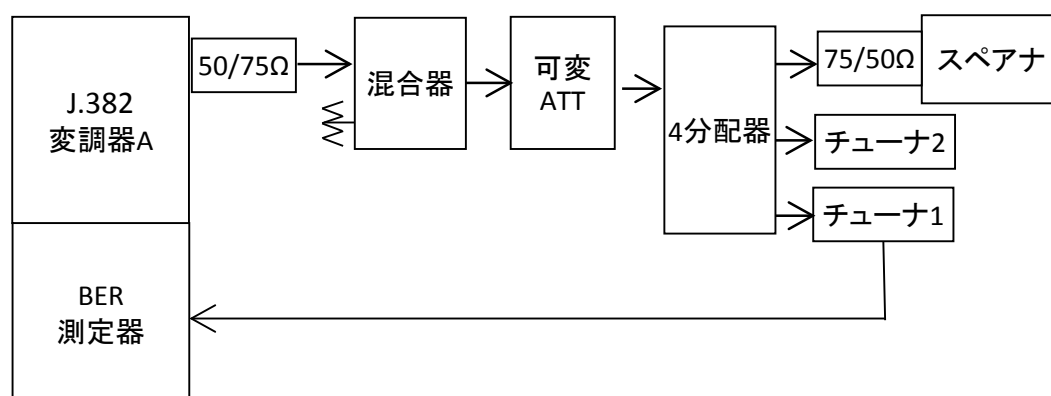 J.382
変調器A
50/75Ω
混合器
可変
ATT
4分配器
75/50Ω
スペアナ
チューナ2
チューナ1
BER
測定器